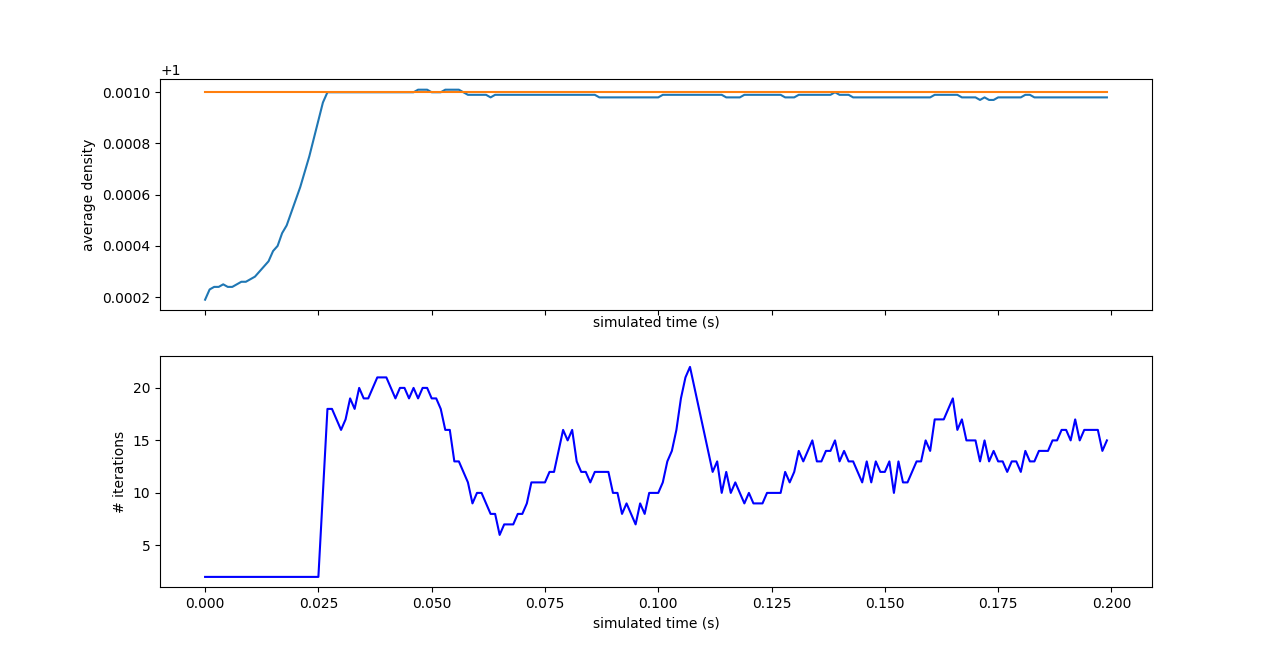 +1
0.0010
0.0008
0.0006
0.0004
0.0002
average density
simulated time (s)
20
15
10
5
# iterations
0.000 0.025 0.050 0.075 0.100 0.125 0.150 0.175 0.200
simulated time (s)